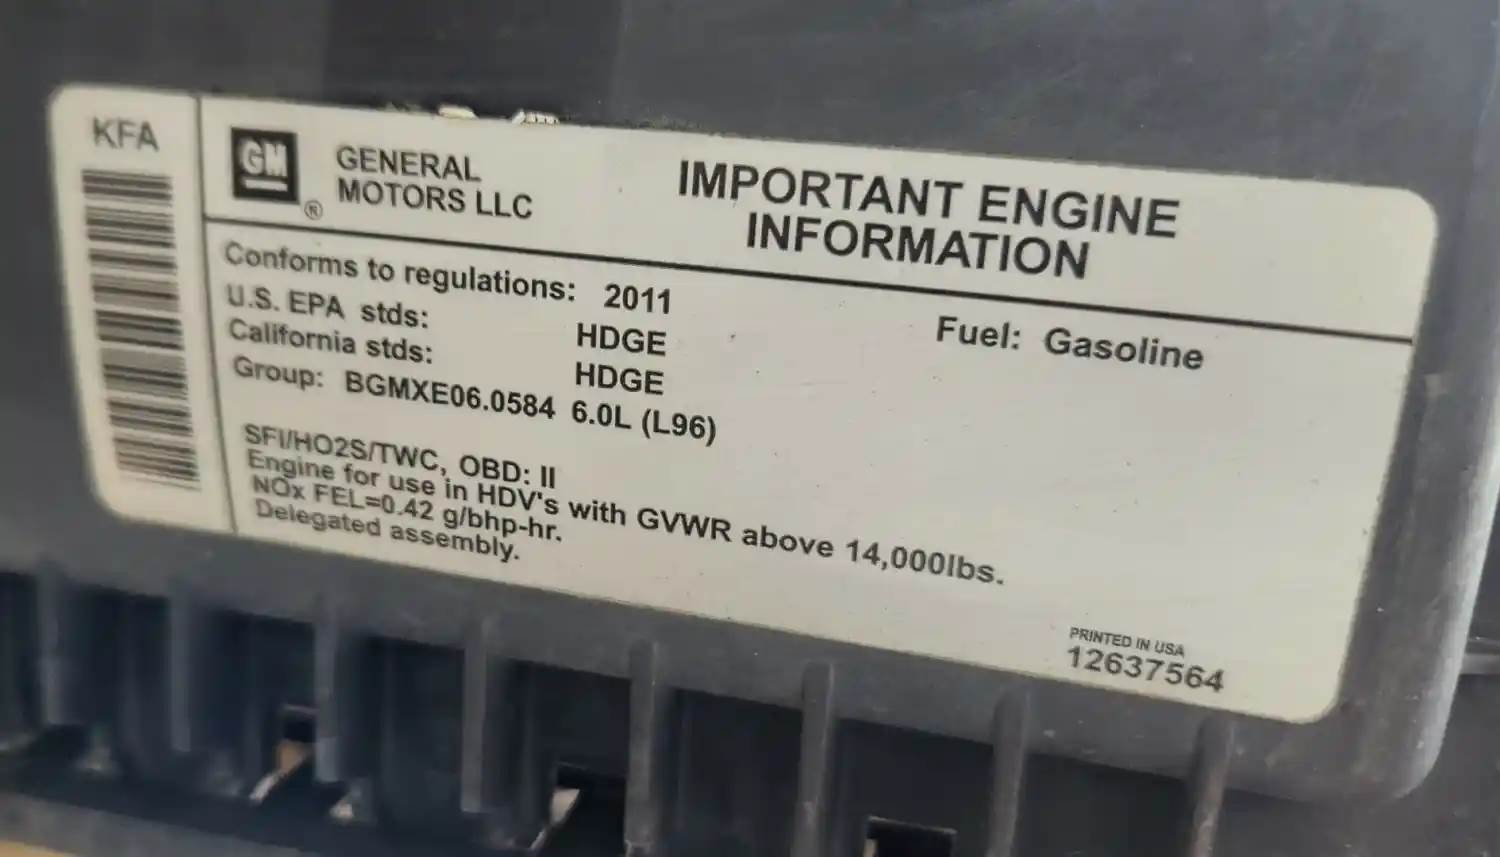 KFA
GM
®
GENERAL
MOTORS LLC
IMPORTANT ENGINE
INFORMATION
Conforms to regulations: 2011
U.S. EPA stds: HDGE
California stds: HDGE
Group: BGMXE06.0584 6.0L (L96)
Fuel: Gasoline
SFI/HO2S/TWC, OBD: II
Engine for use in HDV's with GVWR above 14,000lbs.
NOx FEL=0.42 g/bhp-hr.
Delegated assembly.
PRINTED IN USA
12637564